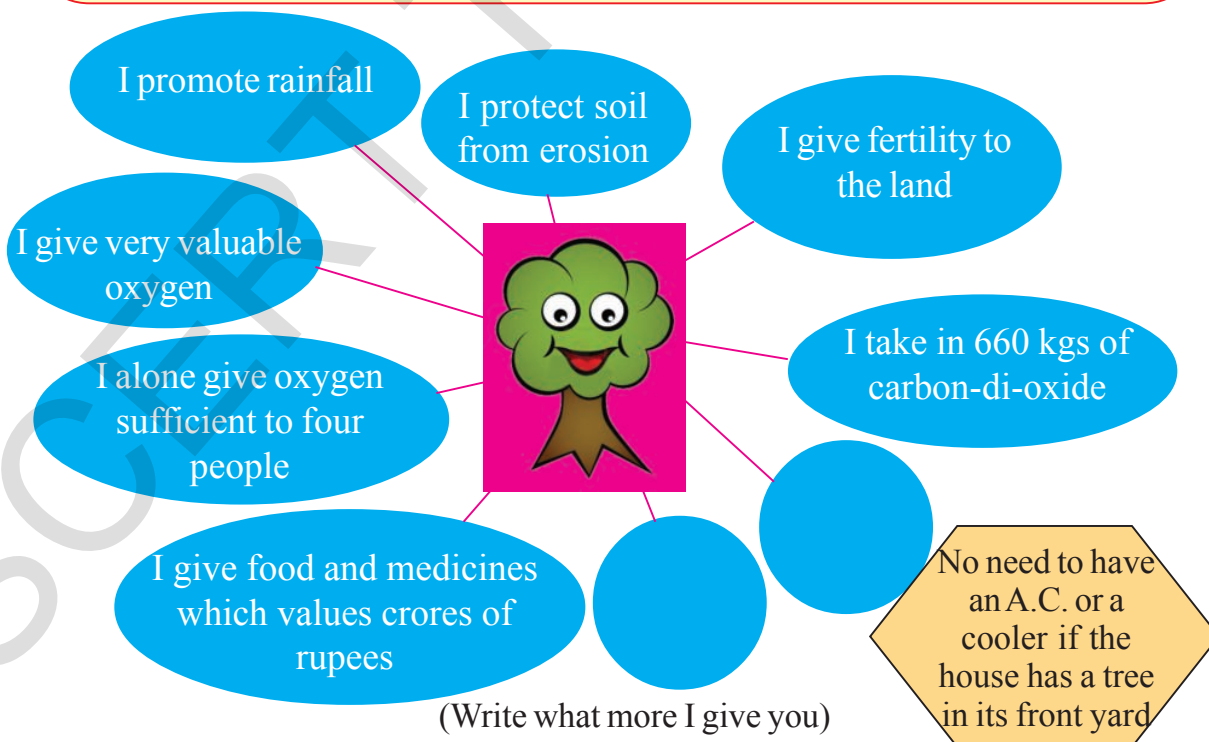 I promote rainfall
I protect soil
from erosion
I give fertility to
the land
I give very valuable
oxygen
I take in 660 kgs of
carbon-di-oxide
I alone give oxygen
sufficient to four
people
I give food and medicines
which values crores of
rupees
No need to have
an A.C. or a
cooler if the
house has a tree
in its front yard
(Write what more I give you)
SCERT